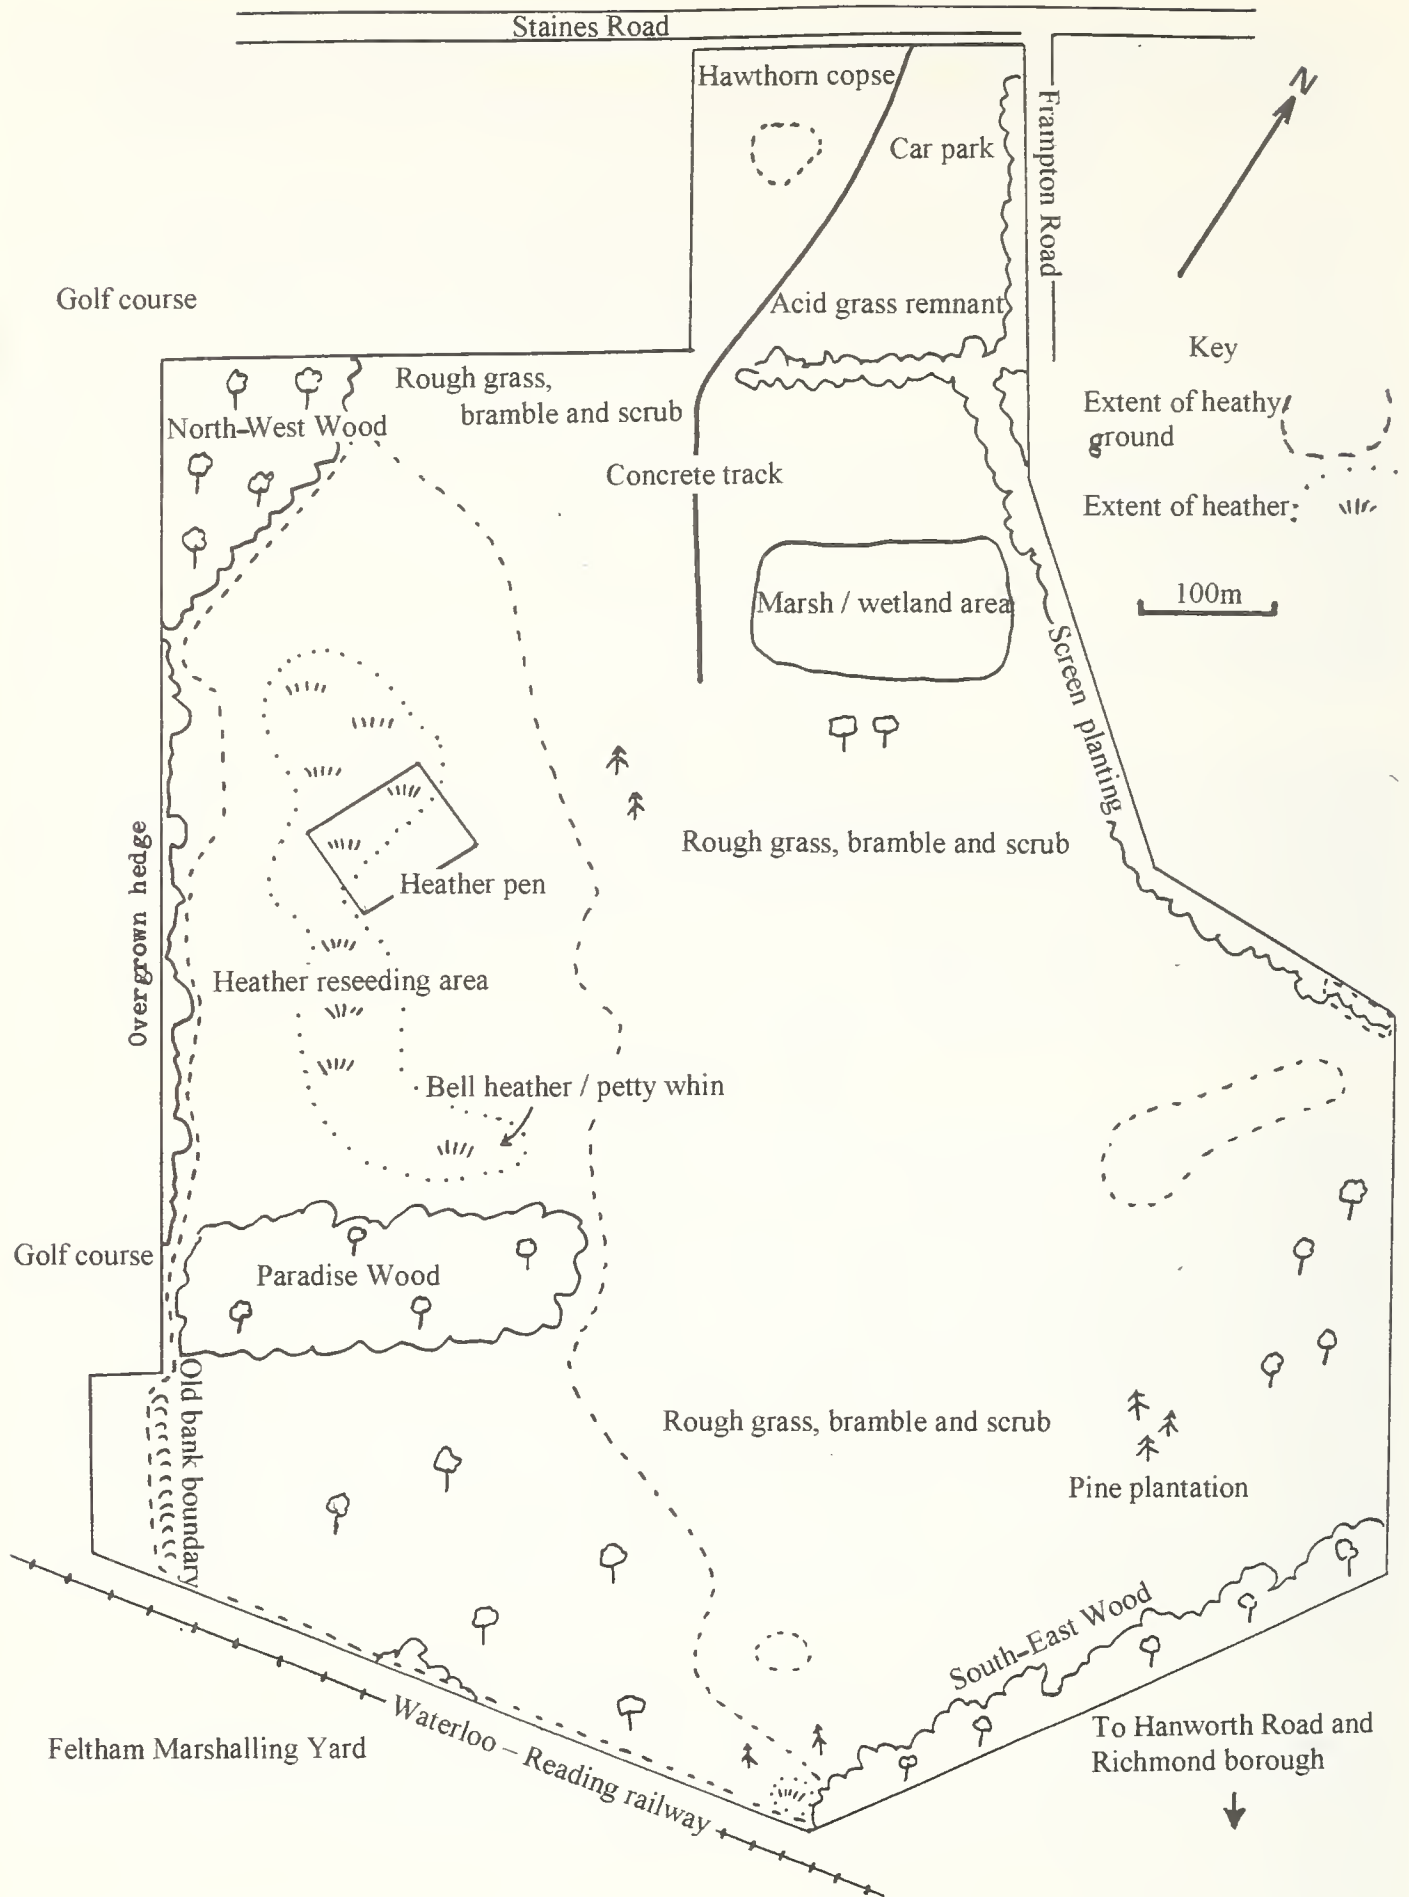 Staines Road
Hawthorn copse
N
Frampton Road
Car park
Golf course
Acid grass remnant
Key
Rough grass,
bramble and scrub
Extent of heathy
ground
North-West Wood
Concrete track
Extent of heather
100m
Marsh / wetland area
Screen planting
Rough grass, bramble and scrub
Overgrown hedge
Heather pen
Heather reseeding area
Bell heather / petty whin
Golf course
Paradise Wood
Old bank boundary
Rough grass, bramble and scrub
Pine plantation
South-East Wood
Waterloo – Reading railway
To Hanworth Road and
Richmond borough
Feltham Marshalling Yard